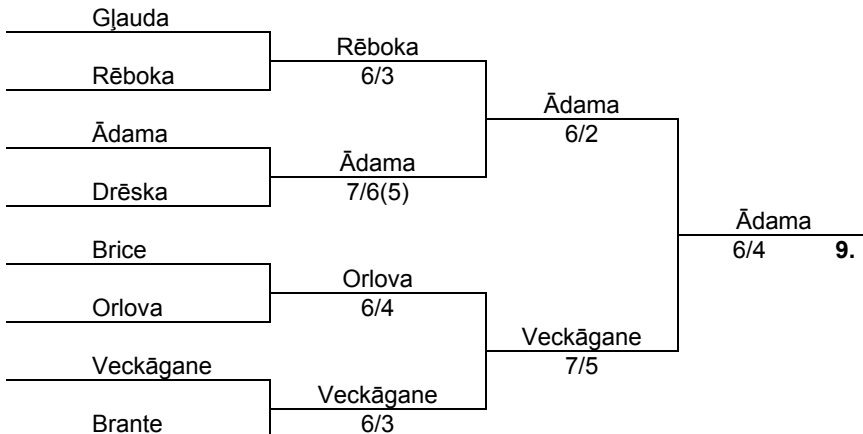 Gļauda
Rēboka
Rēboka
6/3
Ādama
6/2
Ādama
Ādama
7/6(5)
Drēska
Ādama
6/4 9.
Brice
Orlova
6/4
Orlova
Veckāgane
7/5
Veckāgane
Veckāgane
6/3
Brante